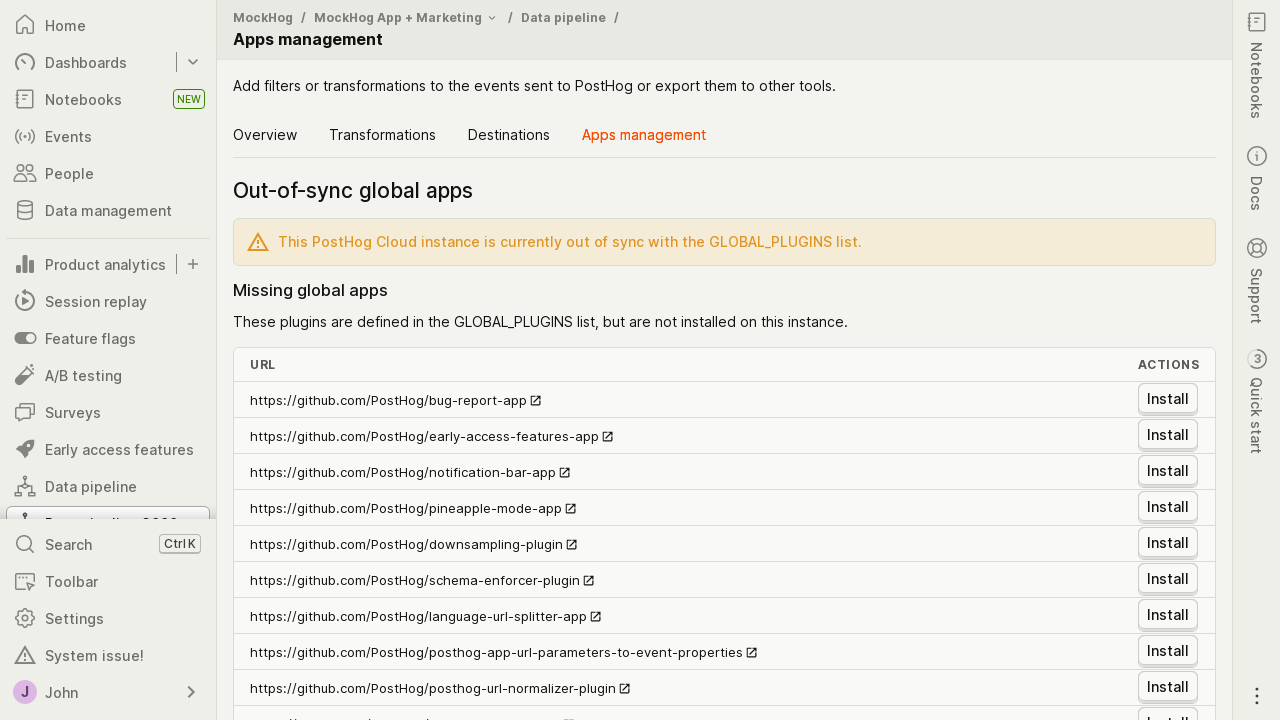 Home
Dashboards
Notebooks
NEW
Events
People
Data management
Product analytics
Session replay
Feature flags
A/B testing
Surveys
Early access features
Data pipeline
Search
Ctrl K
Toolbar
Settings
System issue!
J John
MockHog / MockHog App + Marketing / Data pipeline /
Apps management
Add filters or transformations to the events sent to PostHog or export them to other tools.
Overview Transformations Destinations Apps management
Out-of-sync global apps
This PostHog Cloud instance is currently out of sync with the GLOBAL_PLUGINS list.
Missing global apps
These plugins are defined in the GLOBAL_PLUGINS list, but are not installed on this instance.
URL ACTIONS
https://github.com/PostHog/bug-report-app Install
https://github.com/PostHog/early-access-features-app Install
https://github.com/PostHog/notification-bar-app Install
https://github.com/PostHog/pineapple-mode-app Install
https://github.com/PostHog/downsampling-plugin Install
https://github.com/PostHog/schema-enforcer-plugin Install
https://github.com/PostHog/language-url-splitter-app Install
https://github.com/PostHog/posthog-app-url-parameters-to-event-properties Install
https://github.com/PostHog/posthog-url-normalizer-plugin Install
Notebooks
Docs
Support
3
Quick start